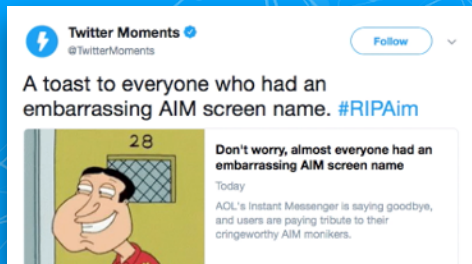 Twitter Moments
@TwitterMoments
Follow
A toast to everyone who had an
embarrassing AIM screen name. #RIPAim
28
Don't worry, almost everyone had an
embarrassing AIM screen name
Today
AOL's Instant Messenger is saying goodbye,
and users are paying tribute to their
cringeworthy AIM monikers.